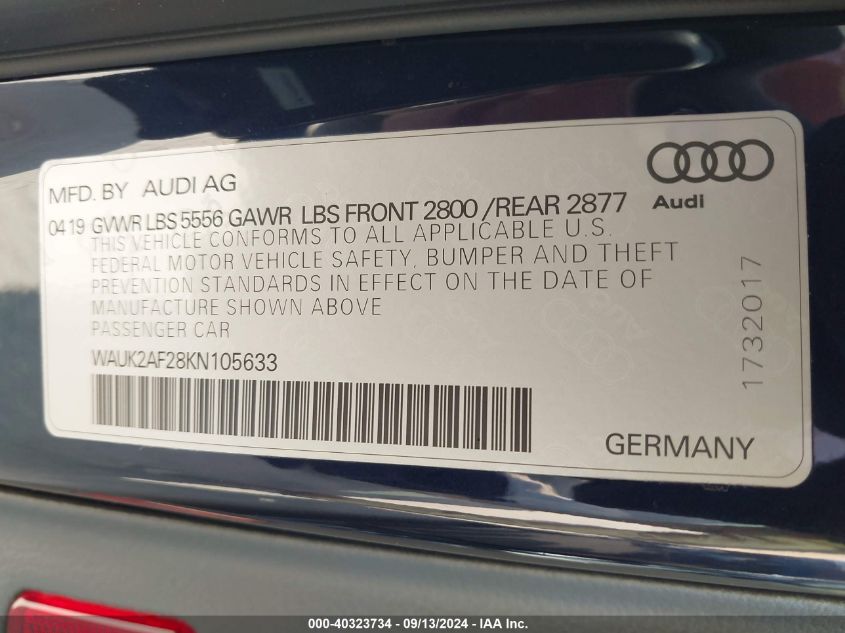 MFD. BY AUDI AG
Audi
04 19 GVWR LBS 5556 GAWR LBS FRONT 2800 /REAR 2877
THIS VEHICLE CONFORMS TO ALL APPLICABLE U.S.
FEDERAL MOTOR VEHICLE SAFETY, BUMPER AND THEFT
PREVENTION STANDARDS IN EFFECT ON THE DATE OF
MANUFACTURE SHOWN ABOVE
PASSENGER CAR
WAUK2AF28KN105633
1732017
GERMANY
000-40323734 - 09/13/2024 - IAA Inc.